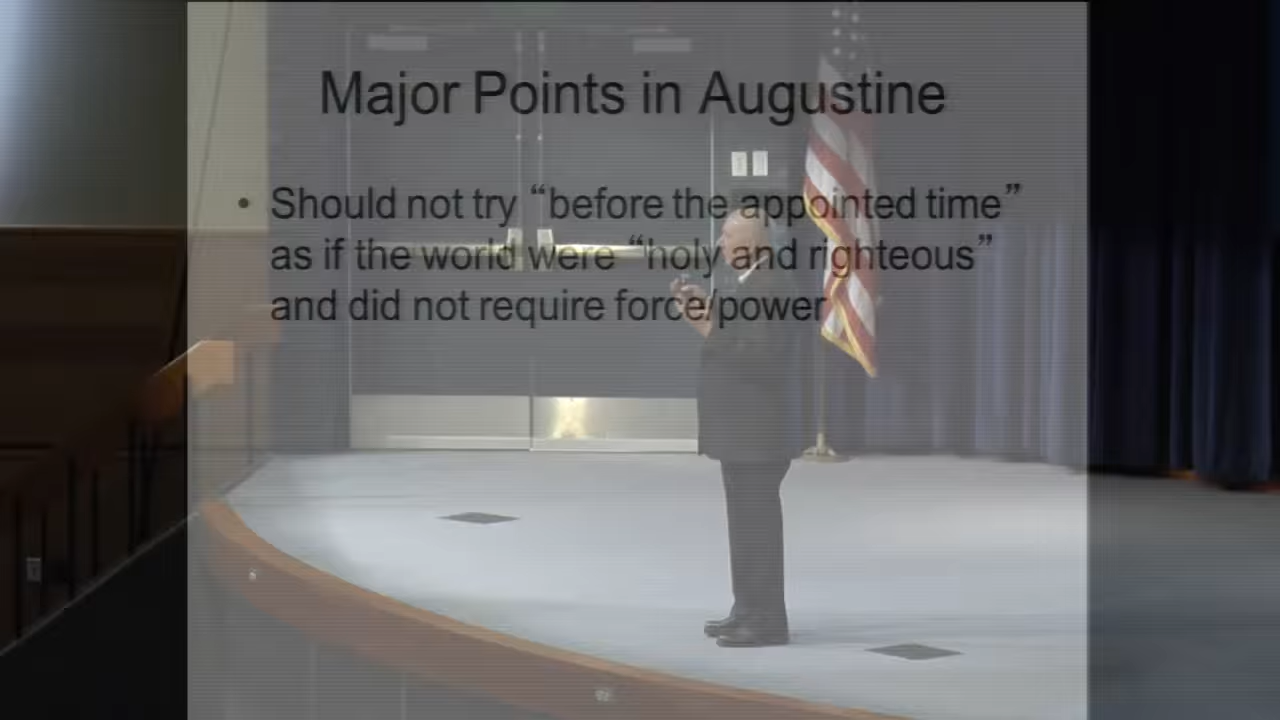 Major Points in Augustine
• Should not try “before the appointed time”
as if the world were “holy and righteous”
and did not require force/power